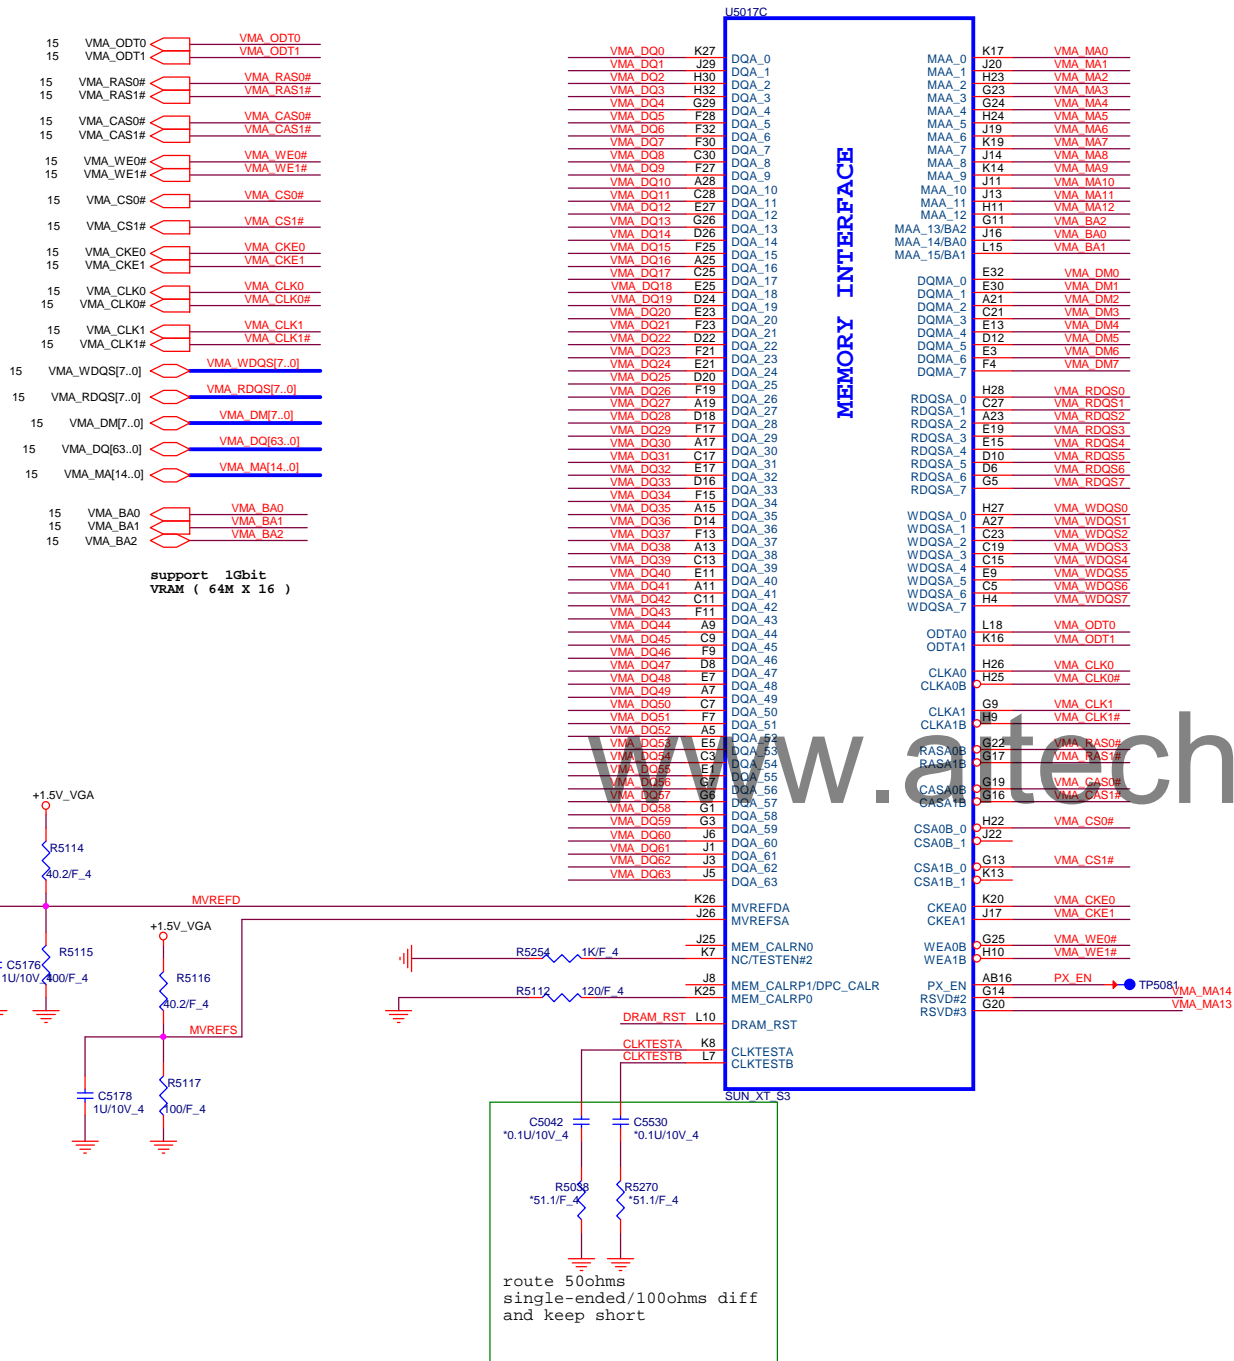 U5017C
15 VMA_ODT0 VMA_ODT0
15 VMA_ODT1 VMA_ODT1
15 VMA_RAS0# VMA_RAS0#
15 VMA_RAS1# VMA_RAS1#
15 VMA_CAS0# VMA_CAS0#
15 VMA_CAS1# VMA_CAS1#
15 VMA_WE0# VMA_WE0#
15 VMA_WE1# VMA_WE1#
15 VMA_CS0# VMA_CS0#
15 VMA_CS1# VMA_CS1#
15 VMA_CKE0 VMA_CKE0
15 VMA_CKE1 VMA_CKE1
15 VMA_CLK0 VMA_CLK0
15 VMA_CLK0# VMA_CLK0#
15 VMA_CLK1 VMA_CLK1
15 VMA_CLK1# VMA_CLK1#
15 VMA_WDQS[7..0] VMA_WDQS[7..0]
15 VMA_RDQS[7..0] VMA_RDQS[7..0]
15 VMA_DM[7..0] VMA_DM[7..0]
15 VMA_DQ[63..0] VMA_DQ[63..0]
15 VMA_MA[14..0] VMA_MA[14..0]
15 VMA_BA0 VMA_BA0
15 VMA_BA1 VMA_BA1
15 VMA_BA2 VMA_BA2
support 1Gbit
VRAM ( 64M X 16 )
VMA_DQ0 K27 DQA_0
VMA_DQ1 J29 DQA_1
VMA_DQ2 H30 DQA_2
VMA_DQ3 H32 DQA_3
VMA_DQ4 G29 DQA_4
VMA_DQ5 F28 DQA_5
VMA_DQ6 F32 DQA_6
VMA_DQ7 F30 DQA_7
VMA_DQ8 C30 DQA_8
VMA_DQ9 F27 DQA_9
VMA_DQ10 A28 DQA_10
VMA_DQ11 C28 DQA_11
VMA_DQ12 E27 DQA_12
VMA_DQ13 G26 DQA_13
VMA_DQ14 D26 DQA_14
VMA_DQ15 F25 DQA_15
VMA_DQ16 A25 DQA_16
VMA_DQ17 C25 DQA_17
VMA_DQ18 E25 DQA_18
VMA_DQ19 D24 DQA_19
VMA_DQ20 E23 DQA_20
VMA_DQ21 F23 DQA_21
VMA_DQ22 D22 DQA_22
VMA_DQ23 F21 DQA_23
VMA_DQ24 E21 DQA_24
VMA_DQ25 D20 DQA_25
VMA_DQ26 F19 DQA_26
VMA_DQ27 A19 DQA_27
VMA_DQ28 D18 DQA_28
VMA_DQ29 F17 DQA_29
VMA_DQ30 A17 DQA_30
VMA_DQ31 C17 DQA_31
VMA_DQ32 E17 DQA_32
VMA_DQ33 D16 DQA_33
VMA_DQ34 F15 DQA_34
VMA_DQ35 A15 DQA_35
VMA_DQ36 D14 DQA_36
VMA_DQ37 F13 DQA_37
VMA_DQ38 A13 DQA_38
VMA_DQ39 C13 DQA_39
VMA_DQ40 E11 DQA_40
VMA_DQ41 A11 DQA_41
VMA_DQ42 C11 DQA_42
VMA_DQ43 F11 DQA_43
VMA_DQ44 A9 DQA_44
VMA_DQ45 C9 DQA_45
VMA_DQ46 F9 DQA_46
VMA_DQ47 D8 DQA_47
VMA_DQ48 E7 DQA_48
VMA_DQ49 A7 DQA_49
VMA_DQ50 C7 DQA_50
VMA_DQ51 F7 DQA_51
VMA_DQ52 A5 DQA_52
VMA_DQ53 E5 DQA_53
VMA_DQ54 C3 DQA_54
VMA_DQ55 E1 DQA_55
VMA_DQ56 G7 DQA_56
VMA_DQ57 G6 DQA_57
VMA_DQ58 G1 DQA_58
VMA_DQ59 G3 DQA_59
VMA_DQ60 J6 DQA_60
VMA_DQ61 J1 DQA_61
VMA_DQ62 J3 DQA_62
VMA_DQ63 J5 DQA_63
MEMORY INTERFACE
MAA_0 K17 VMA_MA0
MAA_1 J20 VMA_MA1
MAA_2 H23 VMA_MA2
MAA_3 G23 VMA_MA3
MAA_4 G24 VMA_MA4
MAA_5 H24 VMA_MA5
MAA_6 J19 VMA_MA6
MAA_7 K19 VMA_MA7
MAA_8 J14 VMA_MA8
MAA_9 K14 VMA_MA9
MAA_10 J11 VMA_MA10
MAA_11 J13 VMA_MA11
MAA_12 H11 VMA_MA12
MAA_13/BA2 G11 VMA_BA2
MAA_14/BA0 J16 VMA_BA0
MAA_15/BA1 L15 VMA_BA1
DQMA_0 E32 VMA_DM0
DQMA_1 E30 VMA_DM1
DQMA_2 A21 VMA_DM2
DQMA_3 C21 VMA_DM3
DQMA_4 E13 VMA_DM4
DQMA_5 D12 VMA_DM5
DQMA_6 E3 VMA_DM6
DQMA_7 F4 VMA_DM7
RDQSA_0 H28 VMA_RDQS0
RDQSA_1 C27 VMA_RDQS1
RDQSA_2 A23 VMA_RDQS2
RDQSA_3 E19 VMA_RDQS3
RDQSA_4 E15 VMA_RDQS4
RDQSA_5 D10 VMA_RDQS5
RDQSA_6 D6 VMA_RDQS6
RDQSA_7 G5 VMA_RDQS7
WDQSA_0 H27 VMA_WDQS0
WDQSA_1 A27 VMA_WDQS1
WDQSA_2 C23 VMA_WDQS2
WDQSA_3 C19 VMA_WDQS3
WDQSA_4 C15 VMA_WDQS4
WDQSA_5 E9 VMA_WDQS5
WDQSA_6 C5 VMA_WDQS6
WDQSA_7 H4 VMA_WDQS7
ODTA0 L18 VMA_ODT0
ODTA1 K16 VMA_ODT1
CLKA0 H26 VMA_CLK0
CLKA0B H25 VMA_CLK0#
CLKA1 G9 VMA_CLK1
CLKA1B H9 VMA_CLK1#
RASA0B G22 VMA_RAS0#
RASA1B G17 VMA_RAS1#
CASA0B G19 VMA_CAS0#
CASA1B G16 VMA_CAS1#
CSA0B_0 H22 VMA_CS0#
CSA0B_1 J22
CSA1B_0 G13 VMA_CS1#
CSA1B_1 K13
CKEA0 K20 VMA_CKE0
CKEA1 J17 VMA_CKE1
WEA0B G25 VMA_WE0#
WEA1B H10 VMA_WE1#
PX_EN AB16 PX_EN TP5081
RSVD#2 G14 VMA_MA14
RSVD#3 G20 VMA_MA13
www.aitech
+1.5V_VGA
R5114
40.2/F_4
MVREFD K26 MVREFDA
J26 MVREFSA
+1.5V_VGA
R5115
C5176
1U/10V_4
100/F_4
R5116
40.2/F_4
MVREFS
C5178
1U/10V_4
R5117
100/F_4
J25 MEM_CALRN0
R5254 1K/F_4 K7 NC/TESTEN#2
J8 MEM_CALRP1/DPC_CALR
R5112 120/F_4 K25 MEM_CALRP0
DRAM_RST L10 DRAM_RST
CLKTESTA K8 CLKTESTA
CLKTESTB L7 CLKTESTB
SUN_XT_S3
C5042
*0.1U/10V_4
C5530
*0.1U/10V_4
R5038
*51.1/F_4
R5270
*51.1/F_4
route 50ohms
single-ended/100ohms diff
and keep short